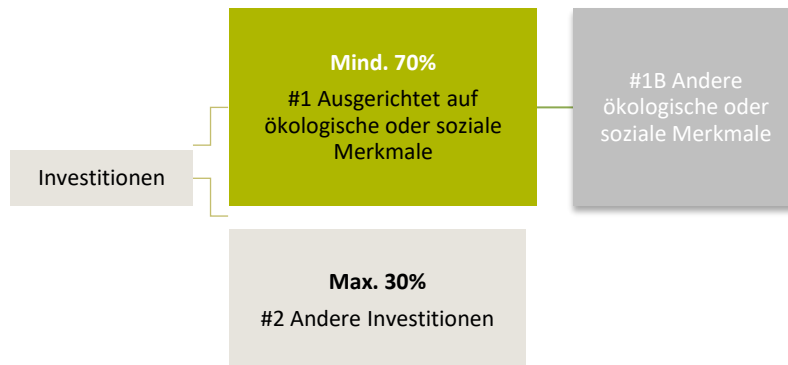 Investitionen
Mind. 70%
#1 Ausgerichtet auf
ökologische oder soziale
Merkmale
#1B Andere
ökologische oder
soziale Merkmale
Max. 30%
#2 Andere Investitionen